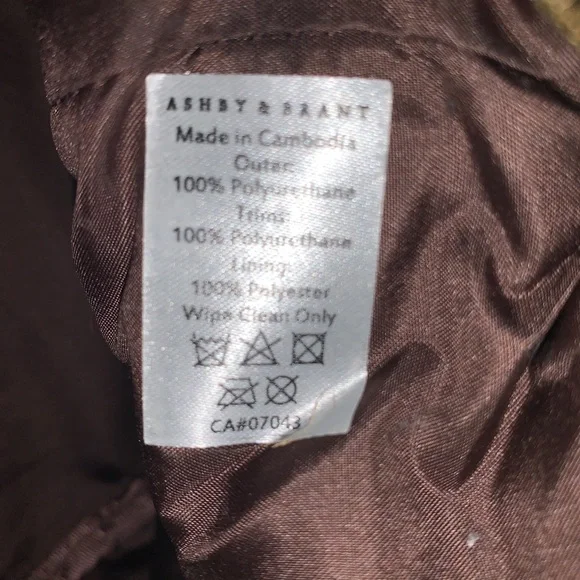 ASHBY & BRANT
Made in Cambodia
Outer:
100% Polyurethane
Trims:
100% Polyurethane
Lining:
100% Polyester
Wipe Clean Only
CA#07043